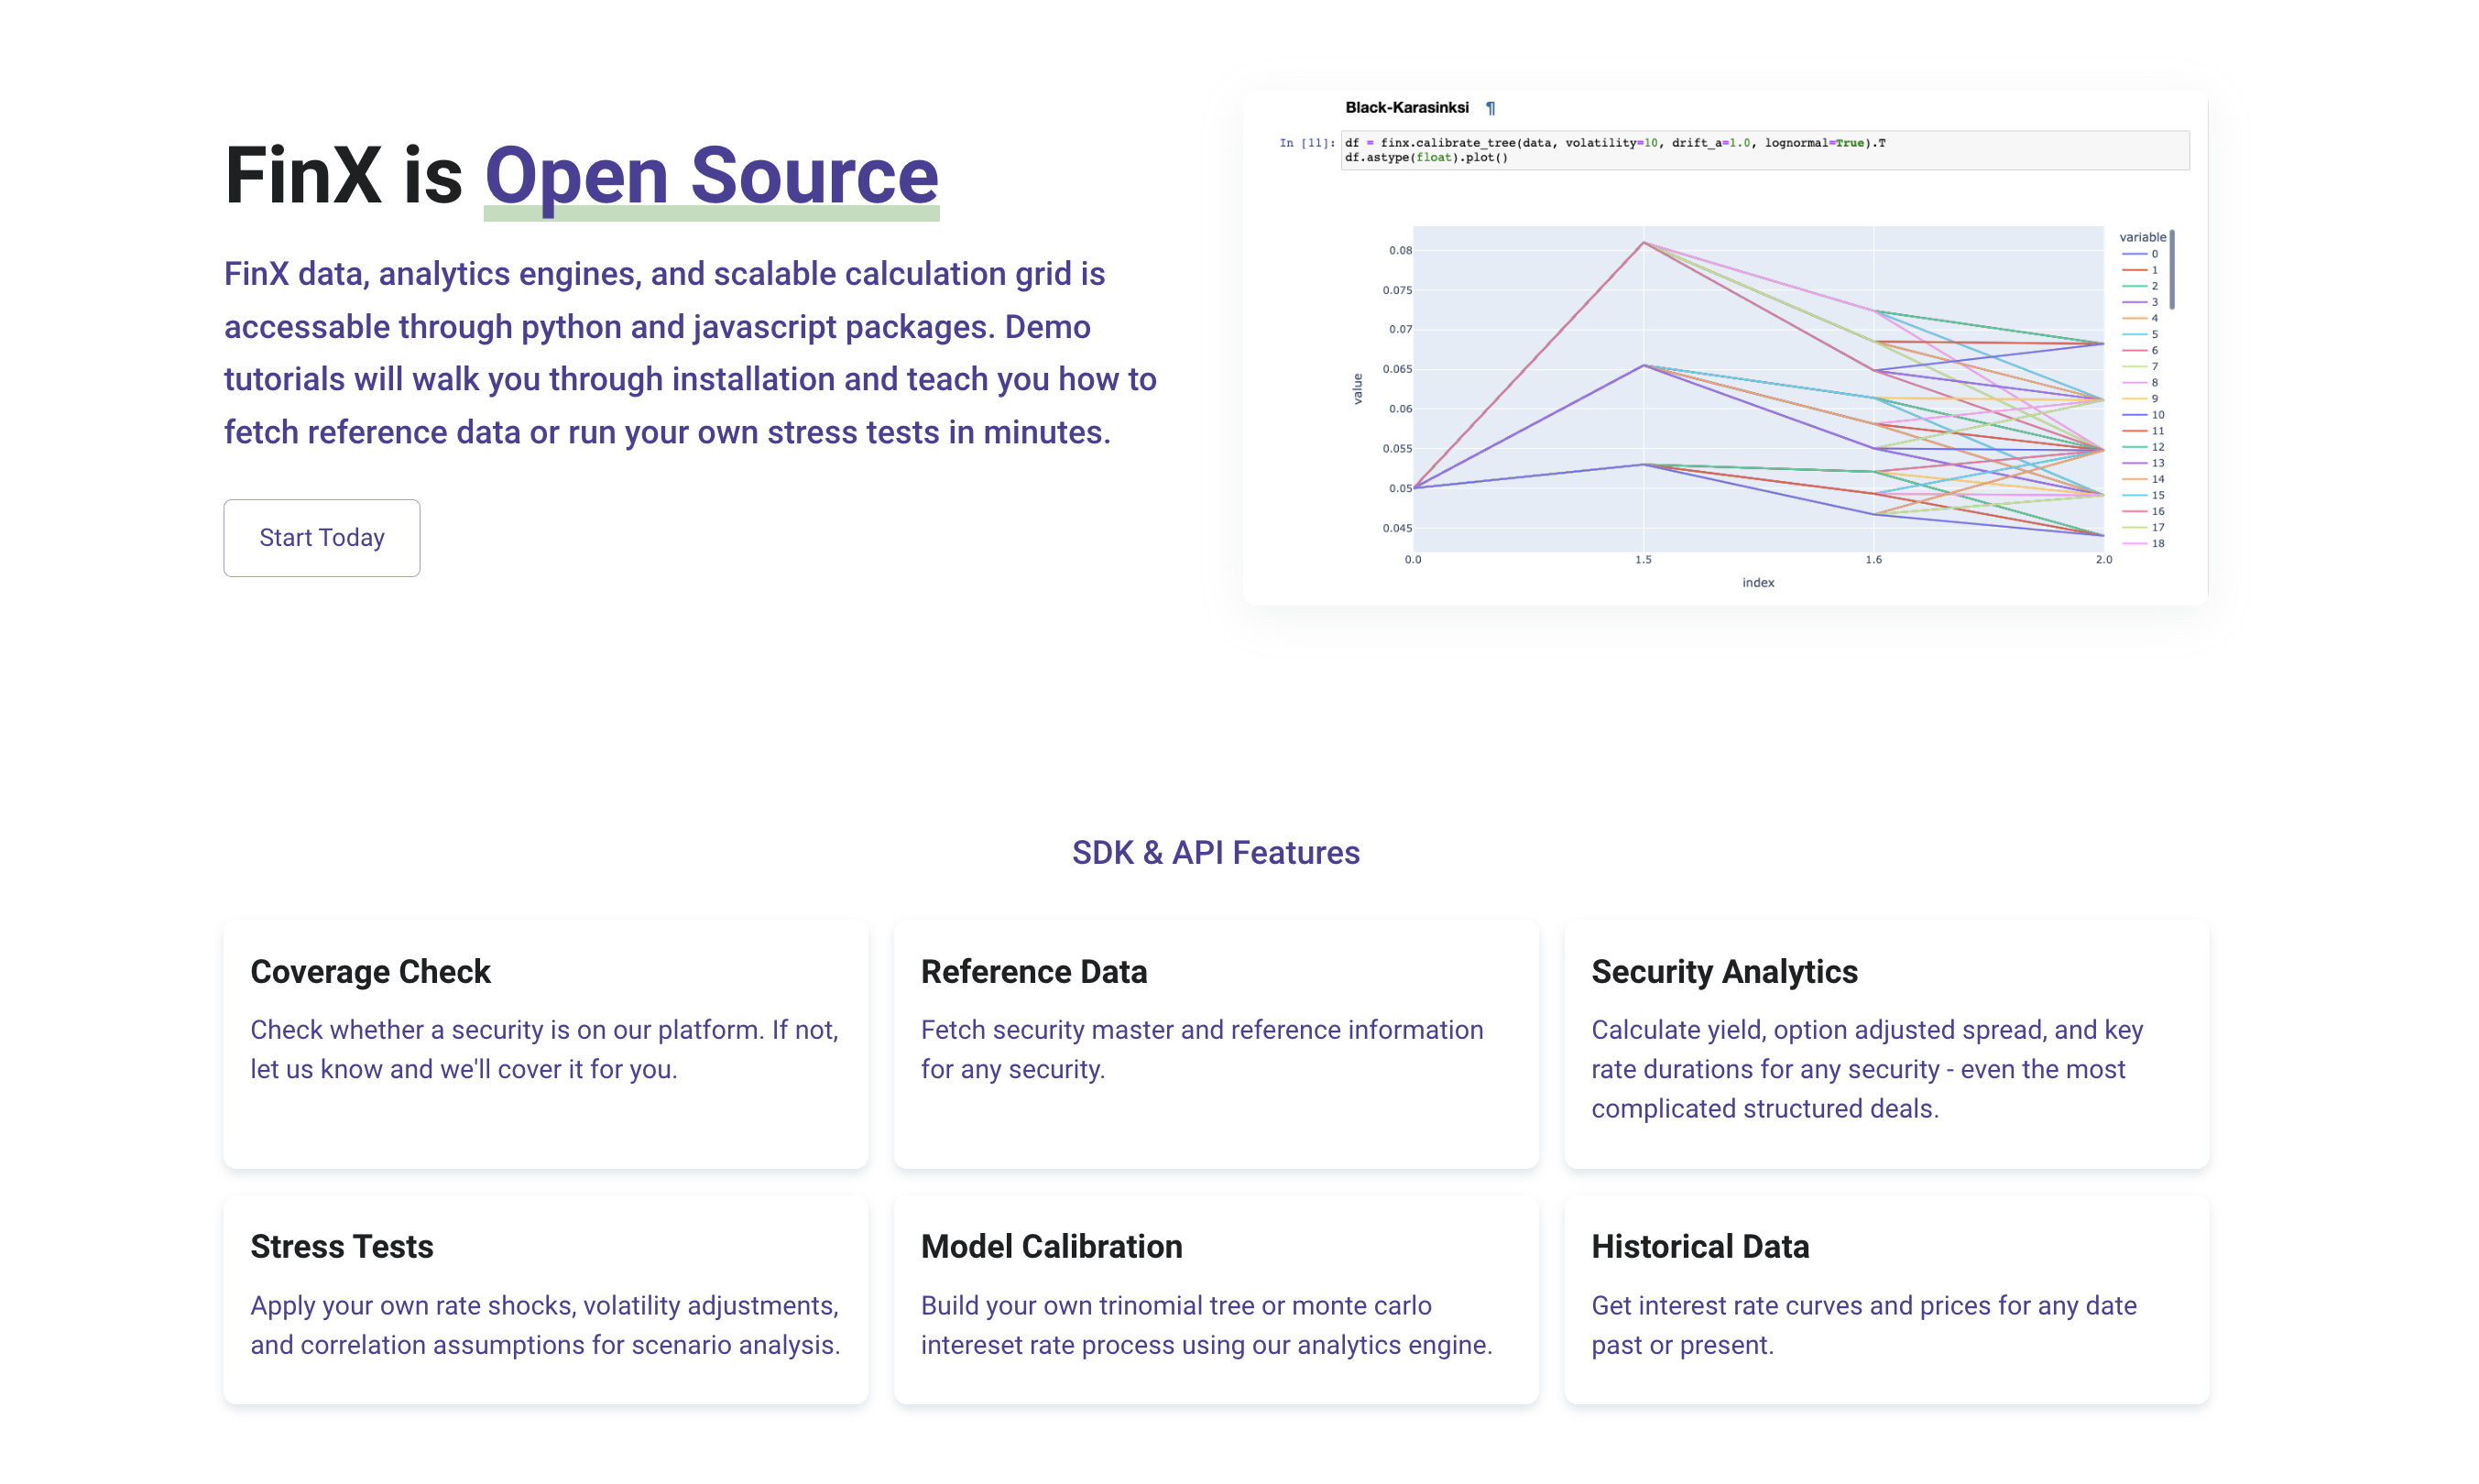 FinX is Open Source
FinX data, analytics engines, and scalable calculation grid is
accessable through python and javascript packages. Demo
tutorials will walk you through installation and teach you how to
fetch reference data or run your own stress tests in minutes.
Start Today
Black-Karasinksi ¶
In [11]: df = finx.calibrate_tree(data, volatility=10, drift_a=1.0, lognormal=True).T
df.astype(float).plot()
value
0.08
0.075
0.07
0.065
0.06
0.055
0.05
0.045
0.0 1.5 1.6 2.0
index
variable
0
1
2
3
4
5
6
7
8
9
10
11
12
13
14
15
16
17
18
SDK & API Features
Coverage Check
Check whether a security is on our platform. If not,
let us know and we'll cover it for you.
Reference Data
Fetch security master and reference information
for any security.
Security Analytics
Calculate yield, option adjusted spread, and key
rate durations for any security - even the most
complicated structured deals.
Stress Tests
Apply your own rate shocks, volatility adjustments,
and correlation assumptions for scenario analysis.
Model Calibration
Build your own trinomial tree or monte carlo
intereset rate process using our analytics engine.
Historical Data
Get interest rate curves and prices for any date
past or present.